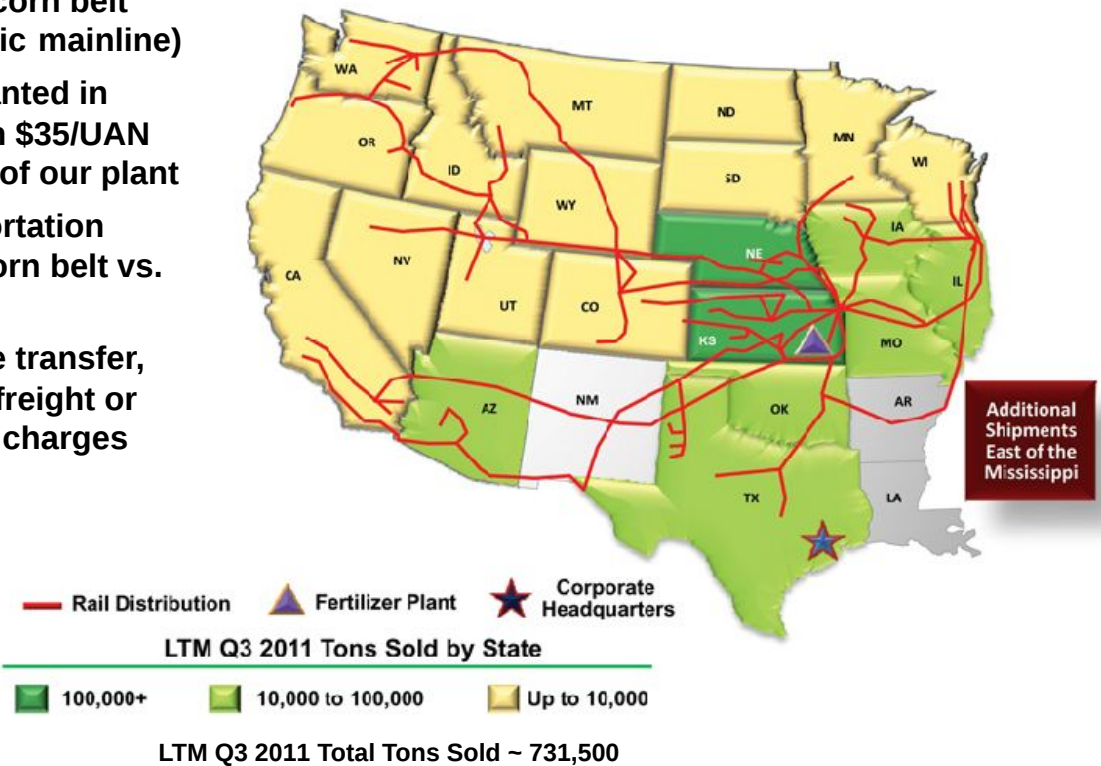 corn belt
ic mainline)
anted in
$35/UAN
of our plant
ortation
orn belt vs.
e transfer,
freight or
charges
WA
MT
ND
MN
OR
ID
SD
WI
WY
IA
NE
NV
CA
IL
UT
CO
KS
MO
AZ
NM
OK
AR
TX
LA
Additional
Shipments
East of the
Mississippi
Rail Distribution
Fertilizer Plant
Corporate
Headquarters
LTM Q3 2011 Tons Sold by State
100,000+
10,000 to 100,000
Up to 10,000
LTM Q3 2011 Total Tons Sold ~ 731,500